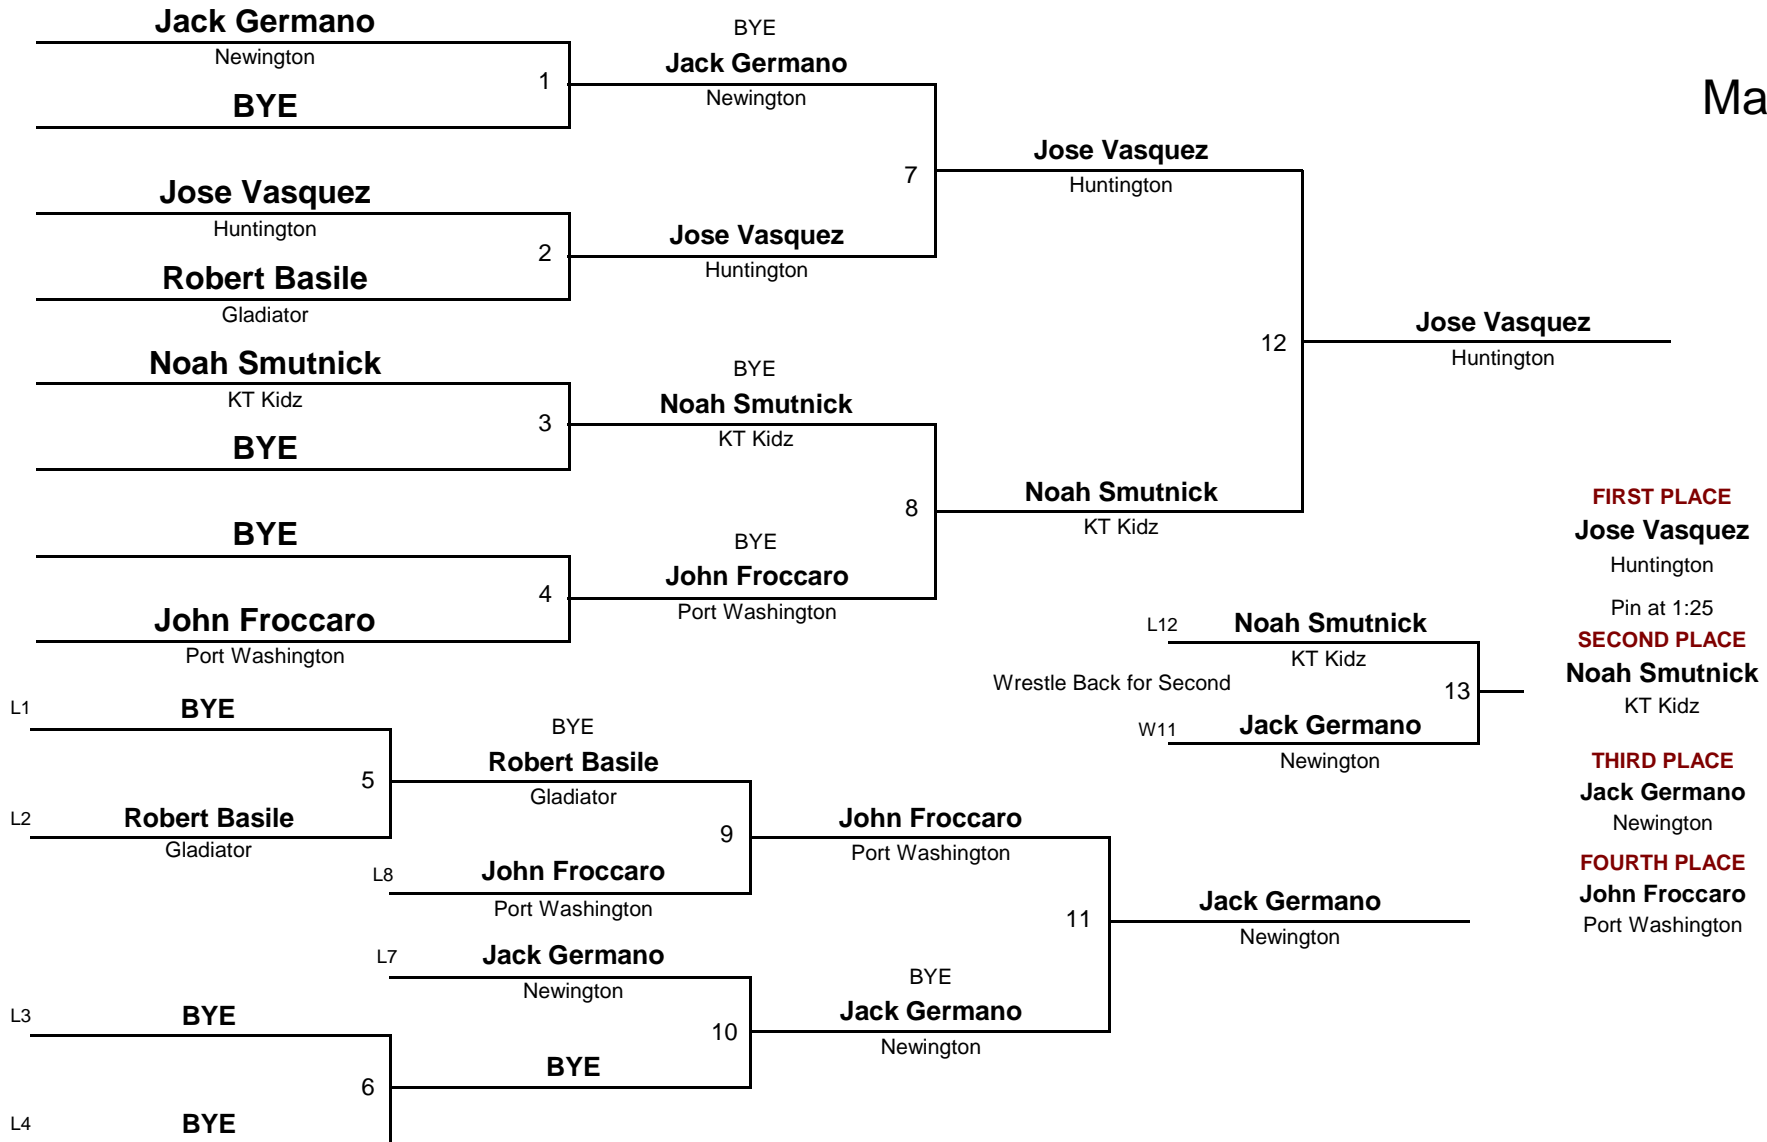 Jack Germano
Newington
1
BYE
BYE
Jack Germano
Newington
Ma
Jose Vasquez
Huntington
2
Robert Basile
Gladiator
Jose Vasquez
Huntington
7
Jose Vasquez
Huntington
Noah Smutnick
KT Kidz
3
BYE
BYE
Noah Smutnick
KT Kidz
12
Jose Vasquez
Huntington
BYE
4
John Froccaro
Port Washington
BYE
John Froccaro
Port Washington
8
Noah Smutnick
KT Kidz
FIRST PLACE
Jose Vasquez
Huntington
Pin at 1:25
SECOND PLACE
Noah Smutnick
KT Kidz
THIRD PLACE
Jack Germano
Newington
FOURTH PLACE
John Froccaro
Port Washington
L12 Noah Smutnick
KT Kidz
Wrestle Back for Second
13
W11 Jack Germano
Newington
L1 BYE
5
L2 Robert Basile
Gladiator
BYE
Robert Basile
Gladiator
9
L8 John Froccaro
Port Washington
John Froccaro
Port Washington
11
Jack Germano
Newington
L7 Jack Germano
Newington
10
BYE
BYE
Jack Germano
Newington
L3 BYE
6
L4 BYE